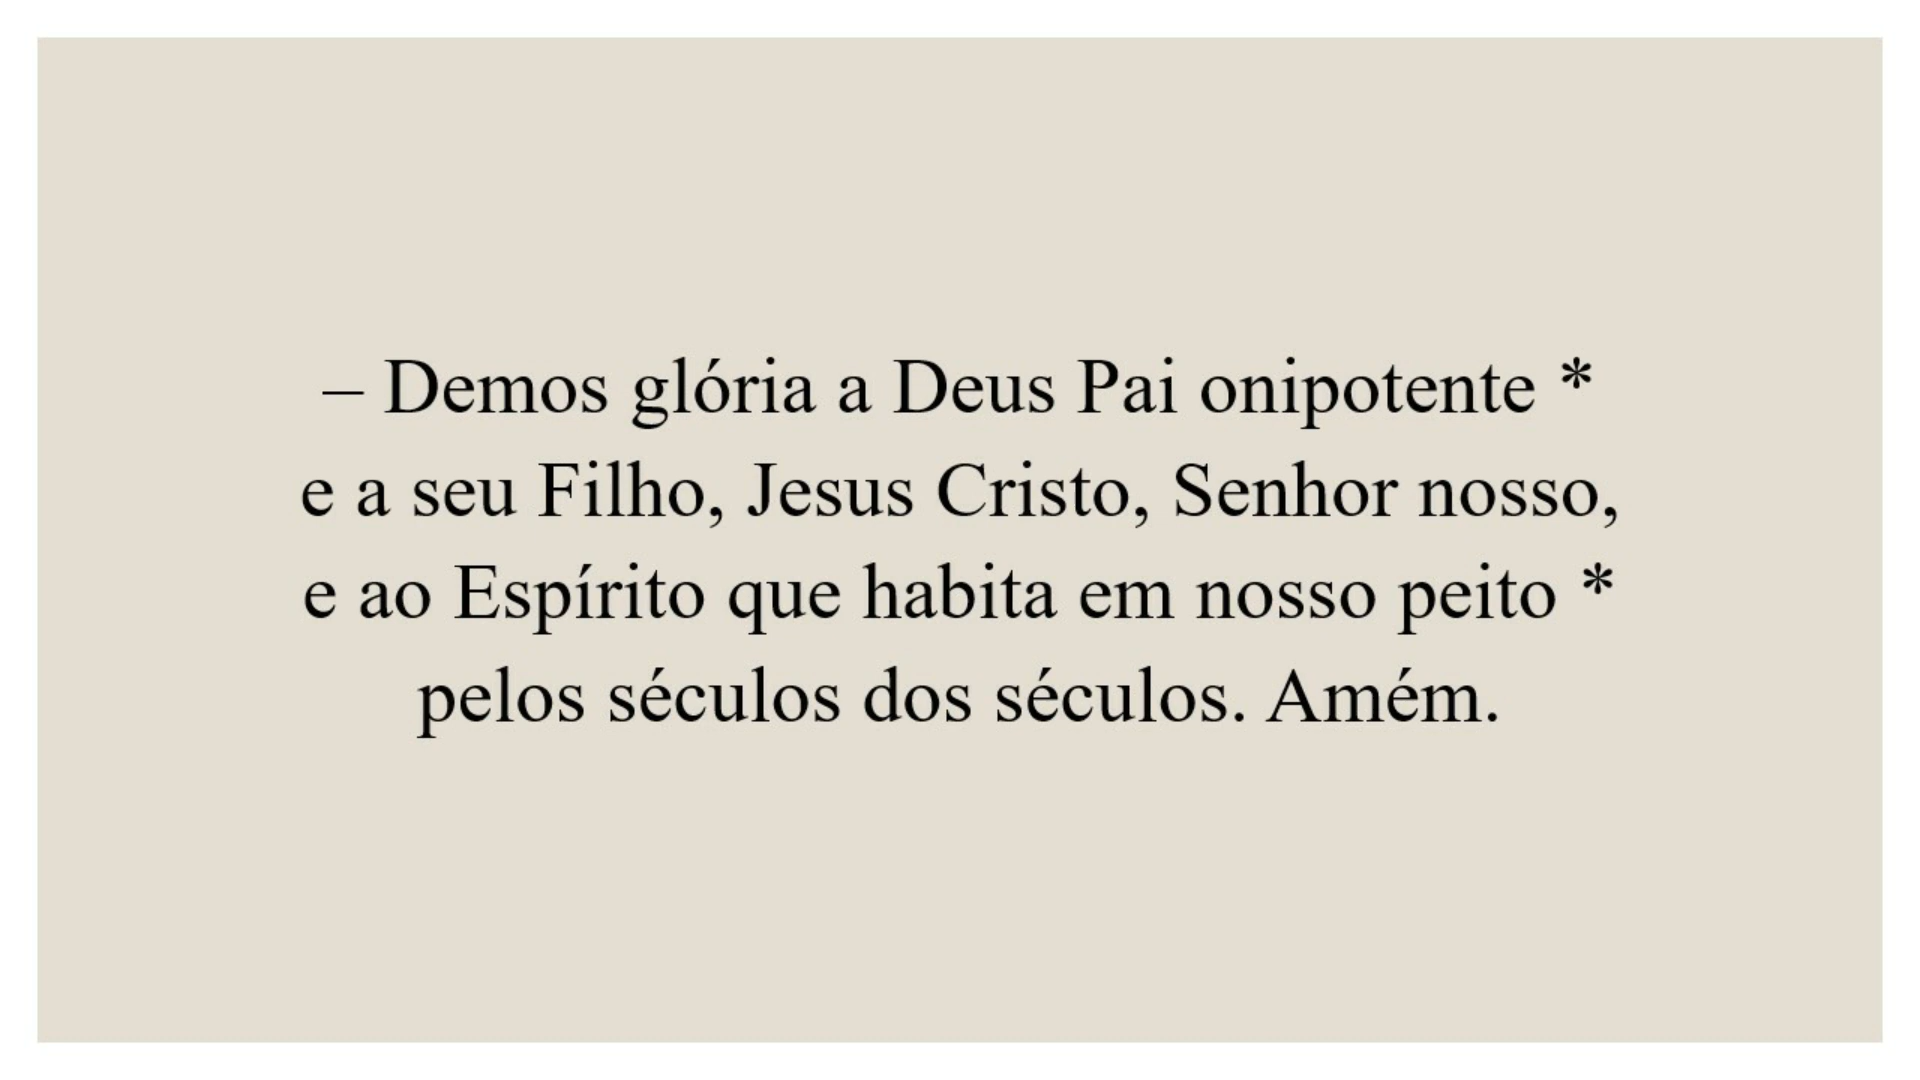 – Demos glória a Deus Pai onipotente *
e a seu Filho, Jesus Cristo, Senhor nosso,
e ao Espírito que habita em nosso peito *
pelos séculos dos séculos. Amém.